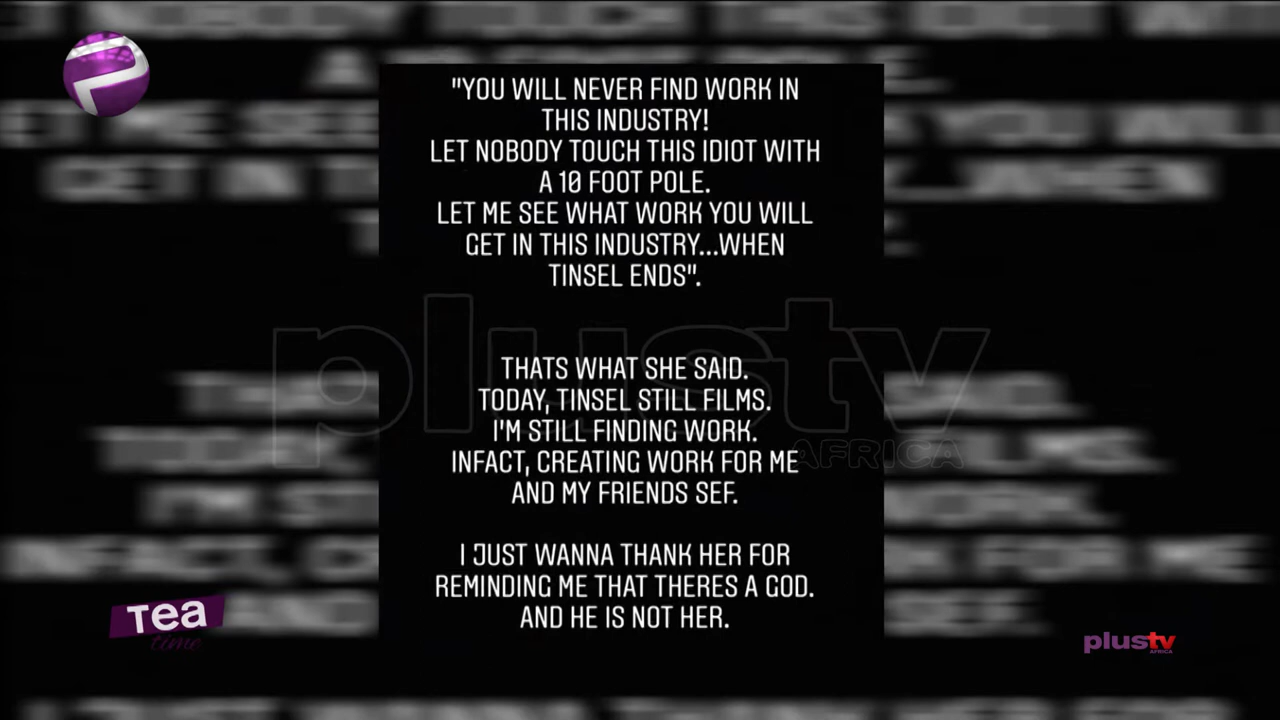 "YOU WILL NEVER FIND WORK IN
THIS INDUSTRY!
LET NOBODY TOUCH THIS IDIOT WITH
A 10 FOOT POLE.
LET ME SEE WHAT WORK YOU WILL
GET IN THIS INDUSTRY...WHEN
TINSEL ENDS".
THATS WHAT SHE SAID.
TODAY, TINSEL STILL FILMS.
I'M STILL FINDING WORK.
INFACT, CREATING WORK FOR ME
AND MY FRIENDS SEF.
I JUST WANNA THANK HER FOR
REMINDING ME THAT THERES A GOD.
AND HE IS NOT HER.
plustv
AFRICA
Tea
time
plustv
AFRICA